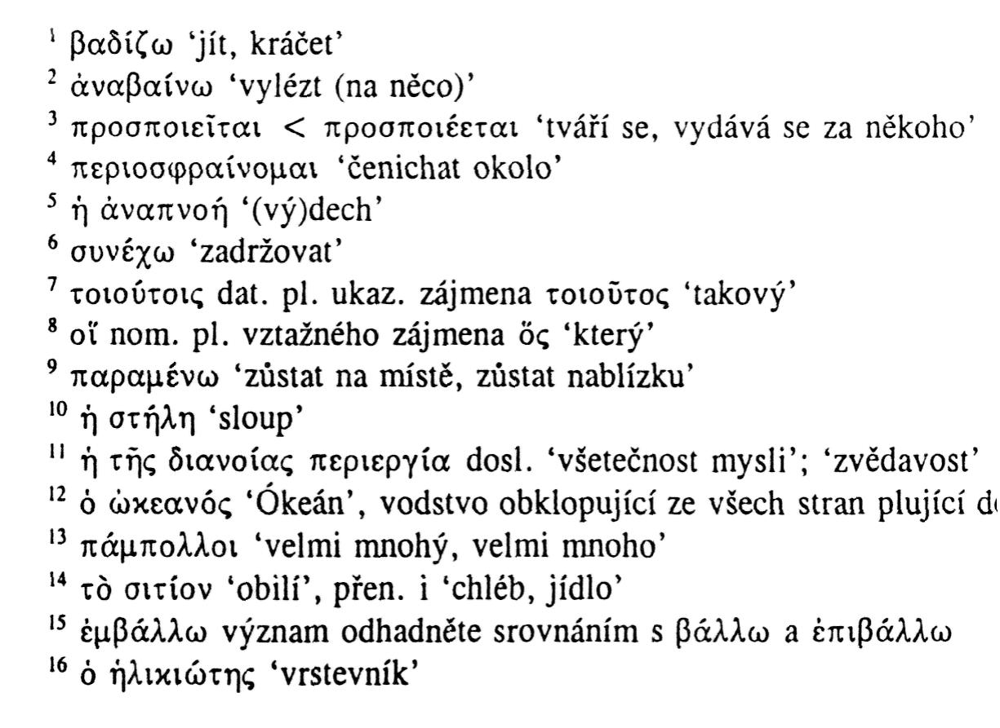 ¹ βαδίζω ‘jít, kráčet’
² ἀναβαίνω ‘vylézt (na něco)’
³ προσποιεῖται < προσποιέεται ‘tváří se, vydává se za někoho’
⁴ περιοσφραίνομαι ‘čenichat okolo’
⁵ ἡ ἀναπνοή ‘(vý)dech’
⁶ συνέχω ‘zadržovat’
⁷ τοιούτοις dat. pl. ukaz. zájmena τοιοῦτος ‘takový’
⁸ οἵ nom. pl. vztažného zájmena ὅς ‘který’
⁹ παραμένω ‘zůstat na místě, zůstat nablízku’
¹⁰ ἡ στήλη ‘sloup’
¹¹ ἡ τῆς διανοίας περιεργία dosl. ‘všetečnost mysli’; ‘zvědavost’
¹² ὁ ὠκεανός ‘Ókeán’, vodstvo obklopující ze všech stran plující
¹³ πάμπολλοι ‘velmi mnohý, velmi mnoho’
¹⁴ τὸ σιτίον ‘obilí’, přen. i ‘chléb, jídlo’
¹⁵ ἐμβάλλω význam odhadněte srovnáním s βάλλω a ἐπιβάλλω
¹⁶ ὁ ἡλικιώτης ‘vrstevník’